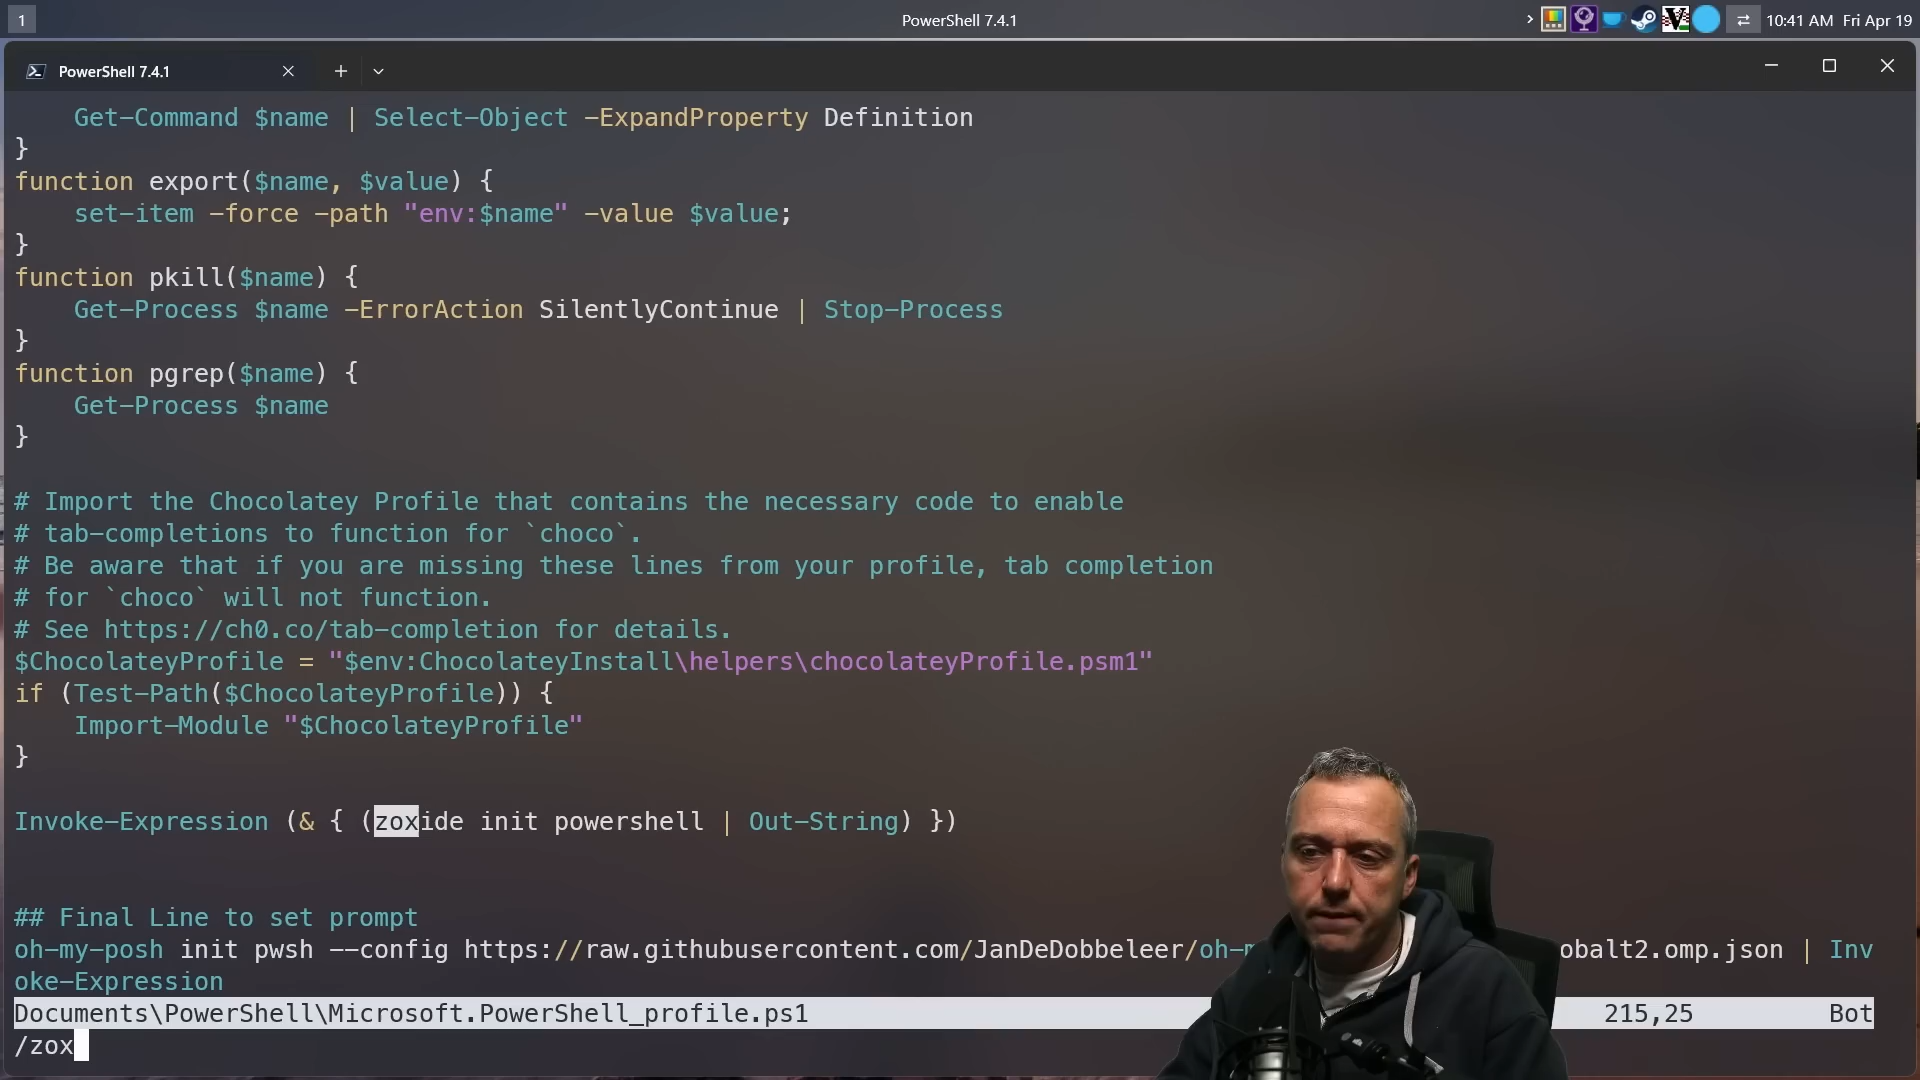 1
PowerShell 7.4.1
10:41 AM Fri Apr 19
PowerShell 7.4.1
Get-Command $name | Select-Object -ExpandProperty Definition
}
function export($name, $value) {
set-item -force -path "env:$name" -value $value;
}
function pkill($name) {
Get-Process $name -ErrorAction SilentlyContinue | Stop-Process
}
function pgrep($name) {
Get-Process $name
}
# Import the Chocolatey Profile that contains the necessary code to enable
# tab-completions to function for `choco`.
# Be aware that if you are missing these lines from your profile, tab completion
# for `choco` will not function.
# See https://ch0.co/tab-completion for details.
$ChocolateyProfile = "$env:ChocolateyInstall\helpers\chocolateyProfile.psm1"
if (Test-Path($ChocolateyProfile)) {
Import-Module "$ChocolateyProfile"
}
Invoke-Expression (& { (zoxide init powershell | Out-String) })
## Final Line to set prompt
oh-my-posh init pwsh --config https://raw.githubusercontent.com/JanDeDobbeleer/oh-m obalt2.omp.json | Inv
oke-Expression
Documents\PowerShell\Microsoft.PowerShell_profile.ps1 215,25 Bot
/zox